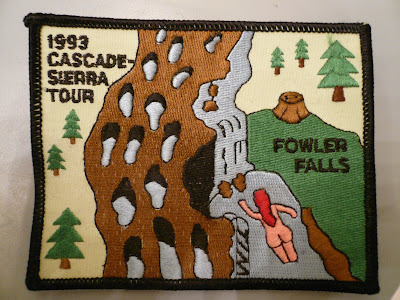 1993
CASCADE-
SIERRA
TOUR
FOWLER
FALLS